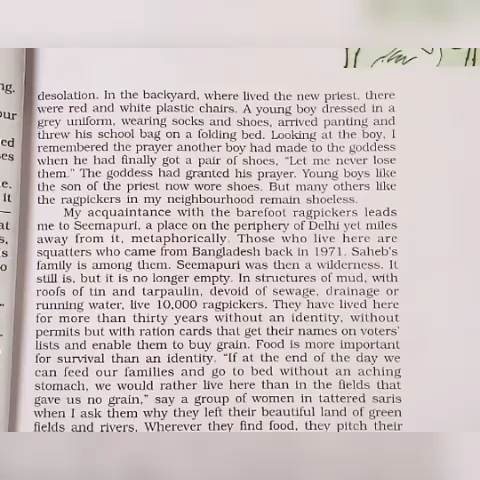 ng,
our
ed
es
e.
it
at
s,
s
o
desolation. In the backyard, where lived the new priest, there
were red and white plastic chairs. A young boy dressed in a
grey uniform, wearing socks and shoes, arrived panting and
threw his school bag on a folding bed. Looking at the boy, I
remembered the prayer another boy had made to the goddess
when he had finally got a pair of shoes, “Let me never lose
them.” The goddess had granted his prayer. Young boys like
the son of the priest now wore shoes. But many others like
the ragpickers in my neighbourhood remain shoeless.
My acquaintance with the barefoot ragpickers leads
me to Seemapuri, a place on the periphery of Delhi yet miles
away from it, metaphorically. Those who live here are
squatters who came from Bangladesh back in 1971. Saheb’s
family is among them. Seemapuri was then a wilderness. It
still is, but it is no longer empty. In structures of mud, with
roofs of tin and tarpaulin, devoid of sewage, drainage or
running water, live 10,000 ragpickers. They have lived here
for more than thirty years without an identity, without
permits but with ration cards that get their names on voters’
lists and enable them to buy grain. Food is more important
for survival than an identity. “If at the end of the day we
can feed our families and go to bed without an aching
stomach, we would rather live here than in the fields that
gave us no grain,” say a group of women in tattered saris
when I ask them why they left their beautiful land of green
fields and rivers. Wherever they find food, they pitch their